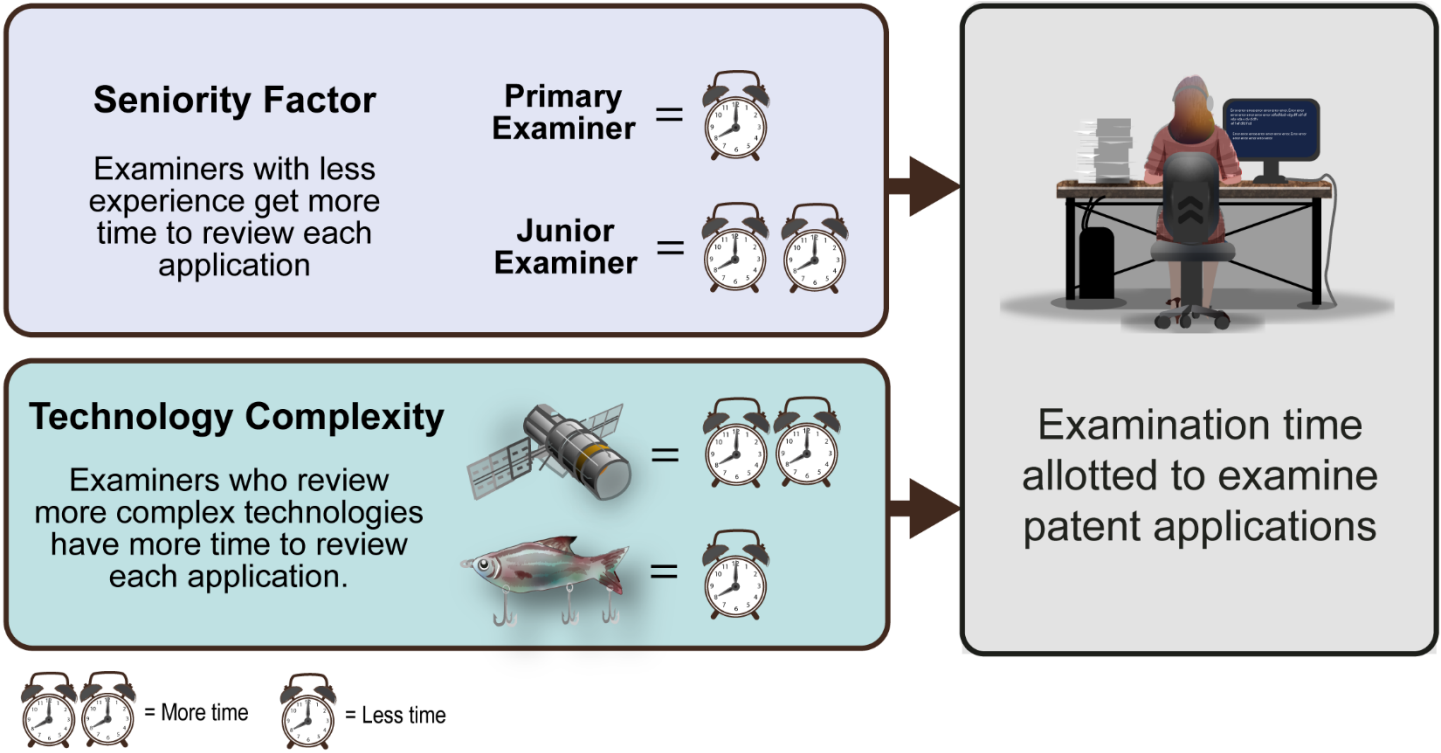 Seniority Factor
Examiners with less
experience get more
time to review each
application
Primary
Examiner
=
Junior
Examiner
=
Technology Complexity
Examiners who review
more complex technologies
have more time to review
each application.
=
=
Examination time
allotted to examine
patent applications
= More time
= Less time